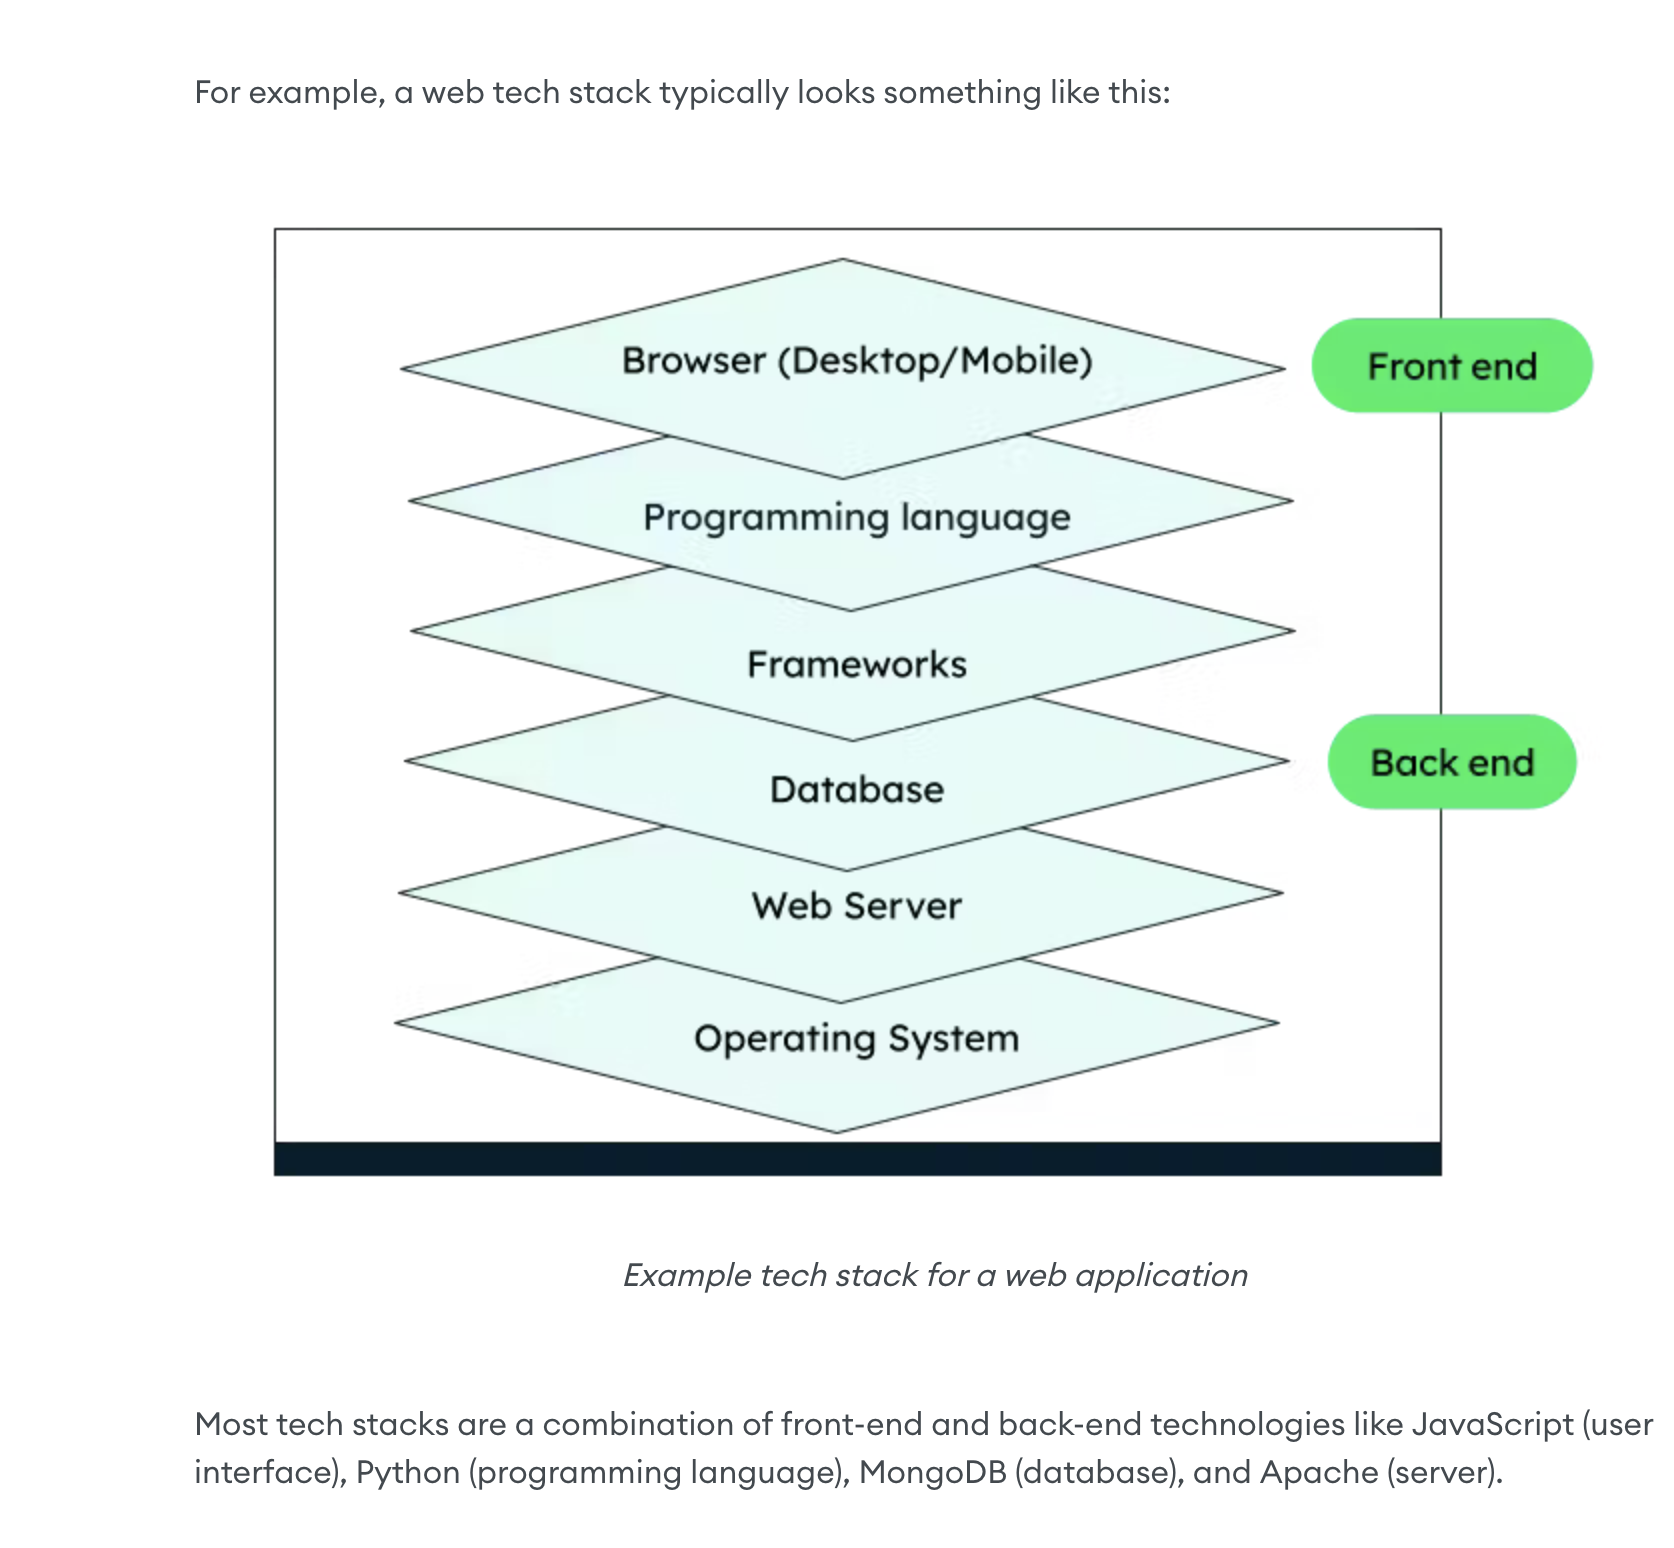 For example, a web tech stack typically looks something like this:
Browser (Desktop/Mobile)
Front end
Programming language
Frameworks
Back end
Database
Web Server
Operating System
Example tech stack for a web application
Most tech stacks are a combination of front-end and back-end technologies like JavaScript (user
interface), Python (programming language), MongoDB (database), and Apache (server).